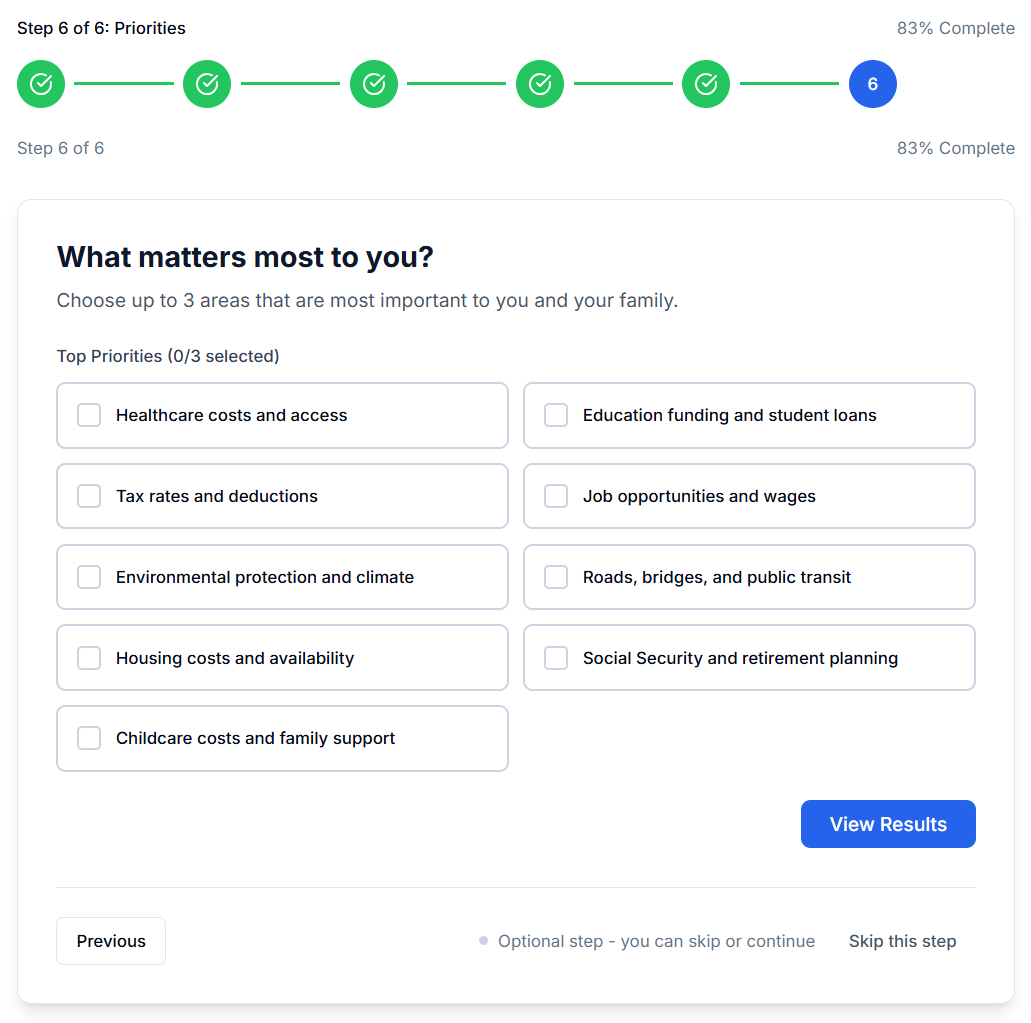 Step 6 of 6: Priorities
83% Complete
6
Step 6 of 6
83% Complete
What matters most to you?
Choose up to 3 areas that are most important to you and your family.
Top Priorities (0/3 selected)
Healthcare costs and access
Education funding and student loans
Tax rates and deductions
Job opportunities and wages
Environmental protection and climate
Roads, bridges, and public transit
Housing costs and availability
Social Security and retirement planning
Childcare costs and family support
View Results
Previous
Optional step - you can skip or continue
Skip this step